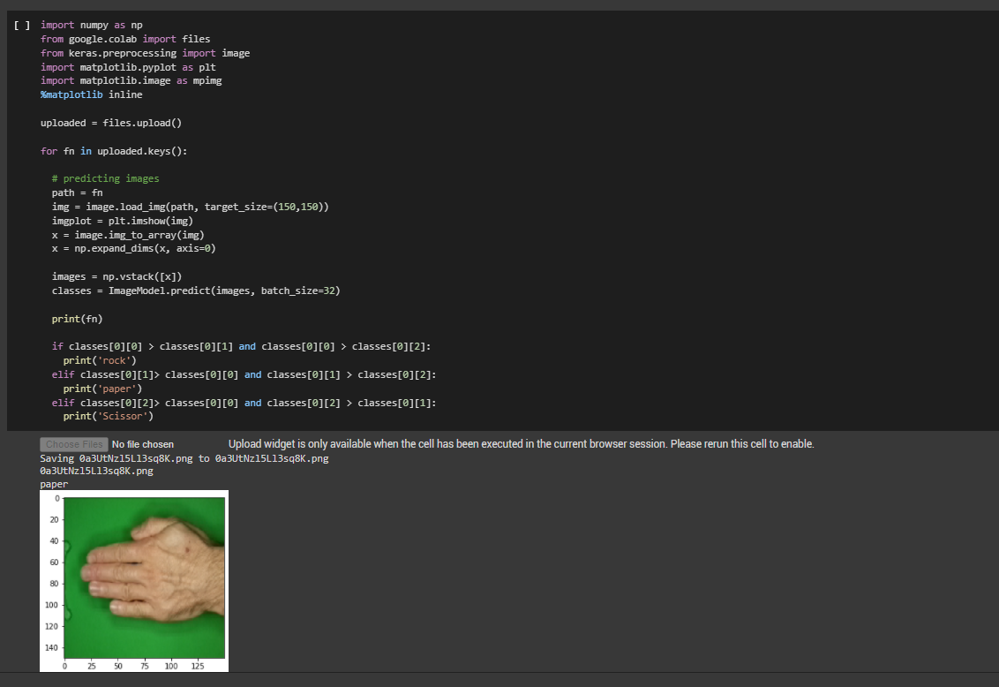 [ ] import numpy as np
from google.colab import files
from keras.preprocessing import image
import matplotlib.pyplot as plt
import matplotlib.image as mpimg
%matplotlib inline
uploaded = files.upload()
for fn in uploaded.keys():
# predicting images
path = fn
img = image.load_img(path, target_size=(150,150))
imgplot = plt.imshow(img)
x = image.img_to_array(img)
x = np.expand_dims(x, axis=0)
images = np.vstack([x])
classes = ImageModel.predict(images, batch_size=32)
print(fn)
if classes[0][0] > classes[0][1] and classes[0][0] > classes[0][2]:
print('rock')
elif classes[0][1]> classes[0][0] and classes[0][1] > classes[0][2]:
print('paper')
elif classes[0][2]> classes[0][0] and classes[0][2] > classes[0][1]:
print('Scissor')
Choose Files No file chosen Upload widget is only available when the cell has been executed in the current browser session. Please rerun this cell to enable.
Saving 0a3UtNzl5Ll3sq8K.png to 0a3UtNzl5Ll3sq8K.png
0a3UtNzl5Ll3sq8K.png
paper
0
20
40
60
80
100
120
140
0 25 50 75 100 125